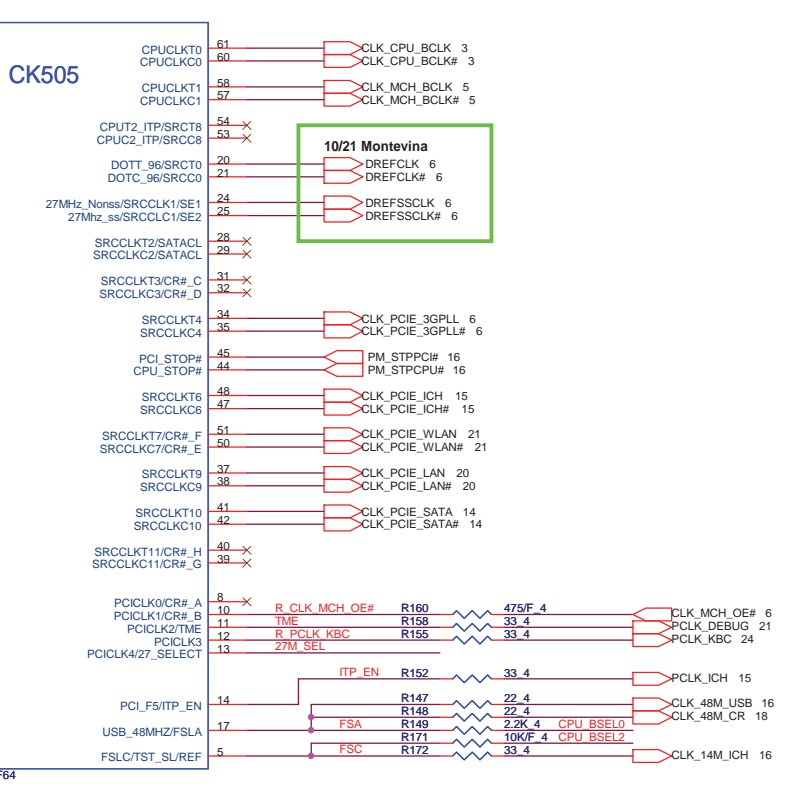 CK505
CPUCLKT0 61 CLK_CPU_BCLK 3
CPUCLKC0 60 CLK_CPU_BCLK# 3
CPUCLKT1 58 CLK_MCH_BCLK 5
CPUCLKC1 57 CLK_MCH_BCLK# 5
CPUT2_ITP/SRCT8 54
CPUC2_ITP/SRCC8 53
10/21 Montevina
DOTT_96/SRCT0 20 DREFCLK 6
DOTC_96/SRCC0 21 DREFCLK# 6
27MHz_Nonss/SRCCLK1/SE1 24 DREFSSCLK 6
27Mhz_ss/SRCCLC1/SE2 25 DREFSSCLK# 6
SRCCLKT2/SATACL 28
SRCCLKC2/SATACL 29
SRCCLKT3/CR#_C 31
SRCCLKC3/CR#_D 32
SRCCLKT4 34 CLK_PCIE_3GPLL 6
SRCCLKC4 35 CLK_PCIE_3GPLL# 6
PCI_STOP# 45 PM_STPPCI# 16
CPU_STOP# 44 PM_STPCPU# 16
SRCCLKT6 48 CLK_PCIE_ICH 15
SRCCLKC6 47 CLK_PCIE_ICH# 15
SRCCLKT7/CR#_F 51 CLK_PCIE_WLAN 21
SRCCLKC7/CR#_E 50 CLK_PCIE_WLAN# 21
SRCCLKT9 37 CLK_PCIE_LAN 20
SRCCLKC9 38 CLK_PCIE_LAN# 20
SRCCLKT10 41 CLK_PCIE_SATA 14
SRCCLKC10 42 CLK_PCIE_SATA# 14
SRCCLKT11/CR#_H 40
SRCCLKC11/CR#_G 39
PCICLK0/CR#_A 8
PCICLK1/CR#_B 10 R_CLK_MCH_OE# R160 475/F_4 CLK_MCH_OE# 6
PCICLK2/TME 11 TME R158 33_4 PCLK_DEBUG 21
PCICLK3 12 R_PCLK_KBC R155 33_4 PCLK_KBC 24
PCICLK4/27_SELECT 13 27M_SEL
ITP_EN R152 33_4 PCLK_ICH 15
PCI_F5/ITP_EN 14
R147 22_4 CLK_48M_USB 16
R148 22_4 CLK_48M_CR 18
USB_48MHZ/FSLA 17 FSA R149 2.2K_4 CPU_BSEL0
R171 10K/F_4 CPU_BSEL2
FSLC/TST_SL/REF 5 FSC R172 33_4 CLK_14M_ICH 16
F64